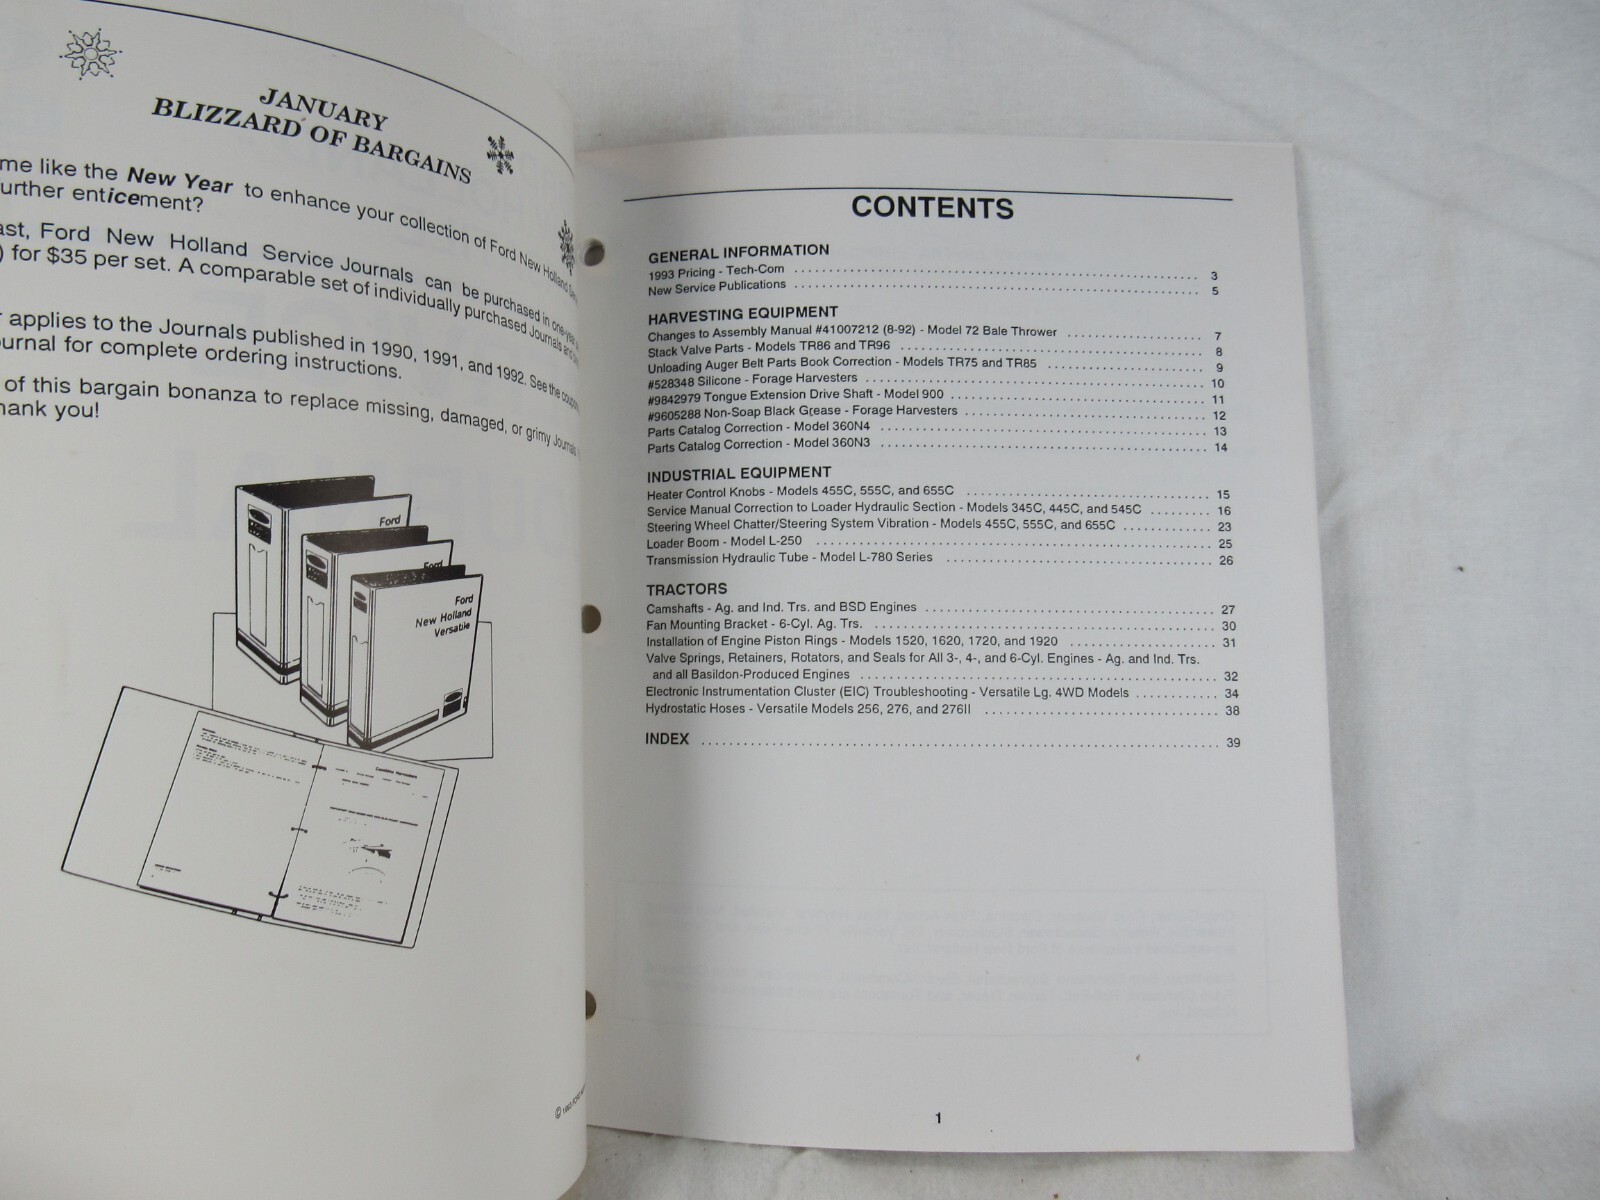 JANUARY
BLIZZARD OF BARGAINS
me like the New Year to enhance your collection of Ford New Holland
urther enticement?
ast, Ford New Holland Service Journals can be purchased in one-year
) for $35 per set. A comparable set of individually purchased Journals and
r applies to the Journals published in 1990, 1991, and 1992. See the coupon
urnal for complete ordering instructions.
of this bargain bonanza to replace missing, damaged, or grimy Journals
hank you!
Ford
Ford
Ford
New Holland
Versatile
CONTENTS
GENERAL INFORMATION
1993 Pricing - Tech-Com 3
New Service Publications 5
HARVESTING EQUIPMENT
Changes to Assembly Manual #41007212 (8-92) - Model 72 Bale Thrower 7
Stack Valve Parts - Models TR86 and TR96 8
Unloading Auger Belt Parts Book Correction - Models TR75 and TR85 9
#528348 Silicone - Forage Harvesters 10
#9842979 Tongue Extension Drive Shaft - Model 900 11
#9605288 Non-Soap Black Grease - Forage Harvesters 12
Parts Catalog Correction - Model 360N4 13
Parts Catalog Correction - Model 360N3 14
INDUSTRIAL EQUIPMENT
Heater Control Knobs - Models 455C, 555C, and 655C 15
Service Manual Correction to Loader Hydraulic Section - Models 345C, 445C, and 545C 16
Steering Wheel Chatter/Steering System Vibration - Models 455C, 555C, and 655C 23
Loader Boom - Model L-250 25
Transmission Hydraulic Tube - Model L-780 Series 26
TRACTORS
Camshafts - Ag. and Ind. Trs. and BSD Engines 27
Fan Mounting Bracket - 6-Cyl. Ag. Trs. 30
Installation of Engine Piston Rings - Models 1520, 1620, 1720, and 1920 31
Valve Springs, Retainers, Rotators, and Seals for All 3-, 4-, and 6-Cyl. Engines - Ag. and Ind. Trs.
and all Basildon-Produced Engines 32
Electronic Instrumentation Cluster (EIC) Troubleshooting - Versatile Lg. 4WD Models 34
Hydrostatic Hoses - Versatile Models 256, 276, and 276II 38
INDEX 39
1